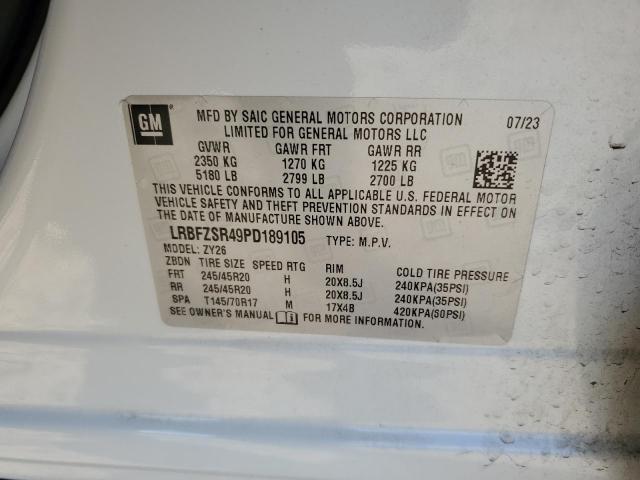 GM
MFD BY SAIC GENERAL MOTORS CORPORATION 07/23
LIMITED FOR GENERAL MOTORS LLC
GVWR GAWR FRT GAWR RR
2350 KG 1270 KG 1225 KG
5180 LB 2799 LB 2700 LB
THIS VEHICLE CONFORMS TO ALL APPLICABLE U.S. FEDERAL MOTOR
VEHICLE SAFETY AND THEFT PREVENTION STANDARDS IN EFFECT ON
THE DATE OF MANUFACTURE SHOWN ABOVE.
LRBFZSR49PD189105 TYPE: M.P.V.
MODEL: ZY26
ZBDN TIRE SIZE SPEED RTG RIM COLD TIRE PRESSURE
FRT 245/45R20 H 20X8.5J 240KPA(35PSI)
RR 245/45R20 H 20X8.5J 240KPA(35PSI)
SPA T145/70R17 M 17X4B 420KPA(60PSI)
SEE OWNER'S MANUAL FOR MORE INFORMATION.